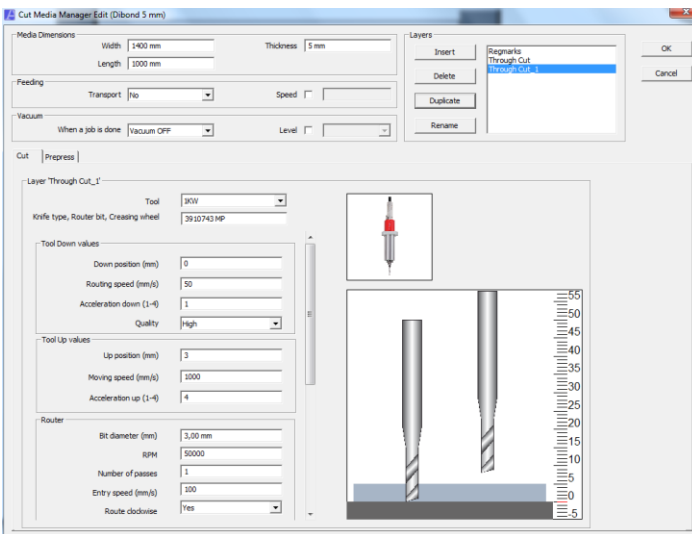 Cut Media Manager Edit (Dibond 5 mm)
Media Dimensions
Width 1400 mm
Thickness 5 mm
Length 1000 mm
Feeding
Transport No
Speed
Vacuum
When a job is done Vacuum OFF
Level
Layers
Insert
Delete
Duplicate
Rename
Regmarks
Through Cut
Through Cut_1
OK
Cancel
Cut
Prepress
Layer 'Through Cut_1'
Tool 1KW
Knife type, Router bit, Creasing wheel 3910743 MP
Tool Down values
Down position (mm) 0
Routing speed (mm/s) 50
Acceleration down (1-4) 1
Quality High
Tool Up values
Up position (mm) 3
Moving speed (mm/s) 1000
Acceleration up (1-4) 4
Router
Bit diameter (mm) 3,00 mm
RPM 50000
Number of passes 1
Entry speed (mm/s) 100
Route clockwise Yes
55
50
45
40
35
30
25
20
15
10
5
0
-5